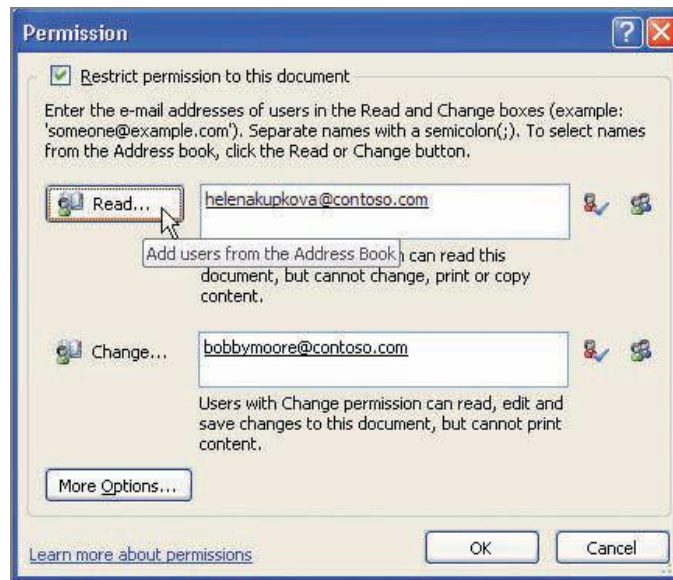 Permission
Restrict permission to this document
Enter the e-mail addresses of users in the Read and Change boxes (example:
'someone@example.com'). Separate names with a semicolon(;). To select names
from the Address book, click the Read or Change button.
Read... helenakupkova@contoso.com
Add users from the Address Book can read this
document, but cannot change, print or copy
content.
Change... bobbymoore@contoso.com
Users with Change permission can read, edit and
save changes to this document, but cannot print
content.
More Options...
Learn more about permissions OK Cancel